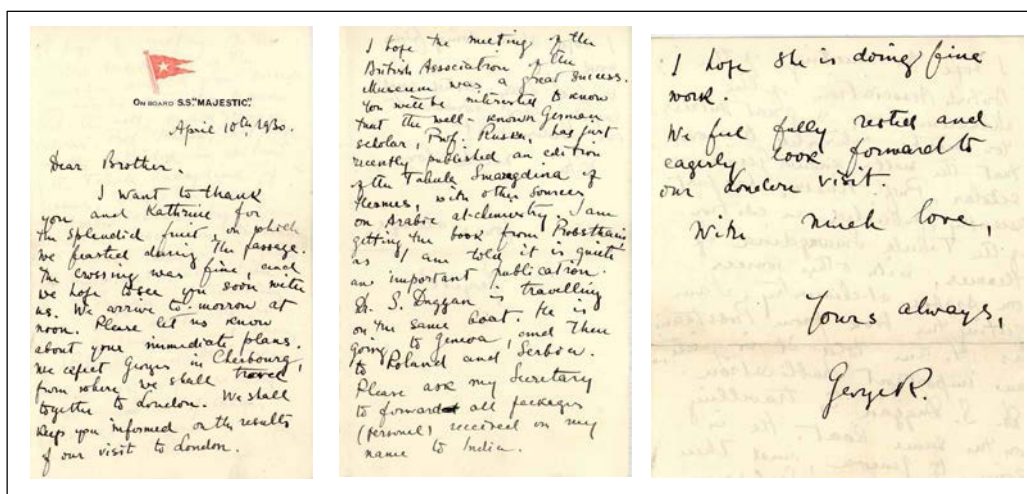 ON BOARD S.S. "MAJESTIC".
April 10th, 1930.
Dear Brother.
I want to thank
you and Kathrine for
the splendid fruit, on which
we feasted during the passage.
The crossing was fine, and
we hope to see you soon with
us. We arrive to-morrow at
noon. Please let us know
about your immediate plans.
We expect Georges in Cherbourg,
from where we shall travel
together to London. We shall
keep you informed on the results
of our visit to London.
I hope the meeting of the
British Association of the
Museum was a great success.
You will be interested to know
that the well-known German
scholar, Prof. Ruska, has just
recently published an edition
of the Tabula Smaragdina of
Hermes, with other sources
on Arabic alchemistry. I am
getting the book from Probsthain
as I am told it is quite
an important publication.
Dr. S. Duggan is travelling
on the same boat. He is
going to Geneva, and then
to Poland and Serbia.
Please ask my Secretary
to forward all packages
(personel) received on my
name to India.
I hope she is doing fine
work.
We feel fully rested and
eagerly look forward to
our London visit.
With much love,
Yours always,
George R.